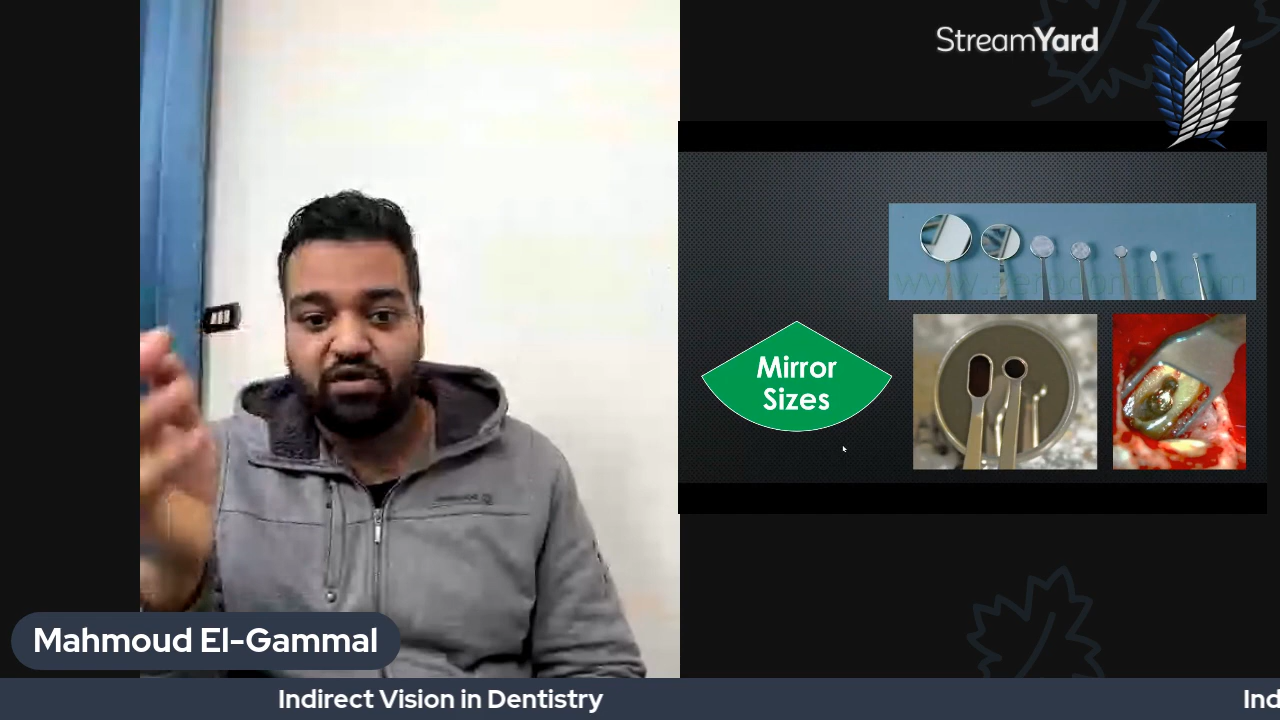 StreamYard
Mirror
Sizes
Mahmoud El-Gammal
Indirect Vision in Dentistry
Ind